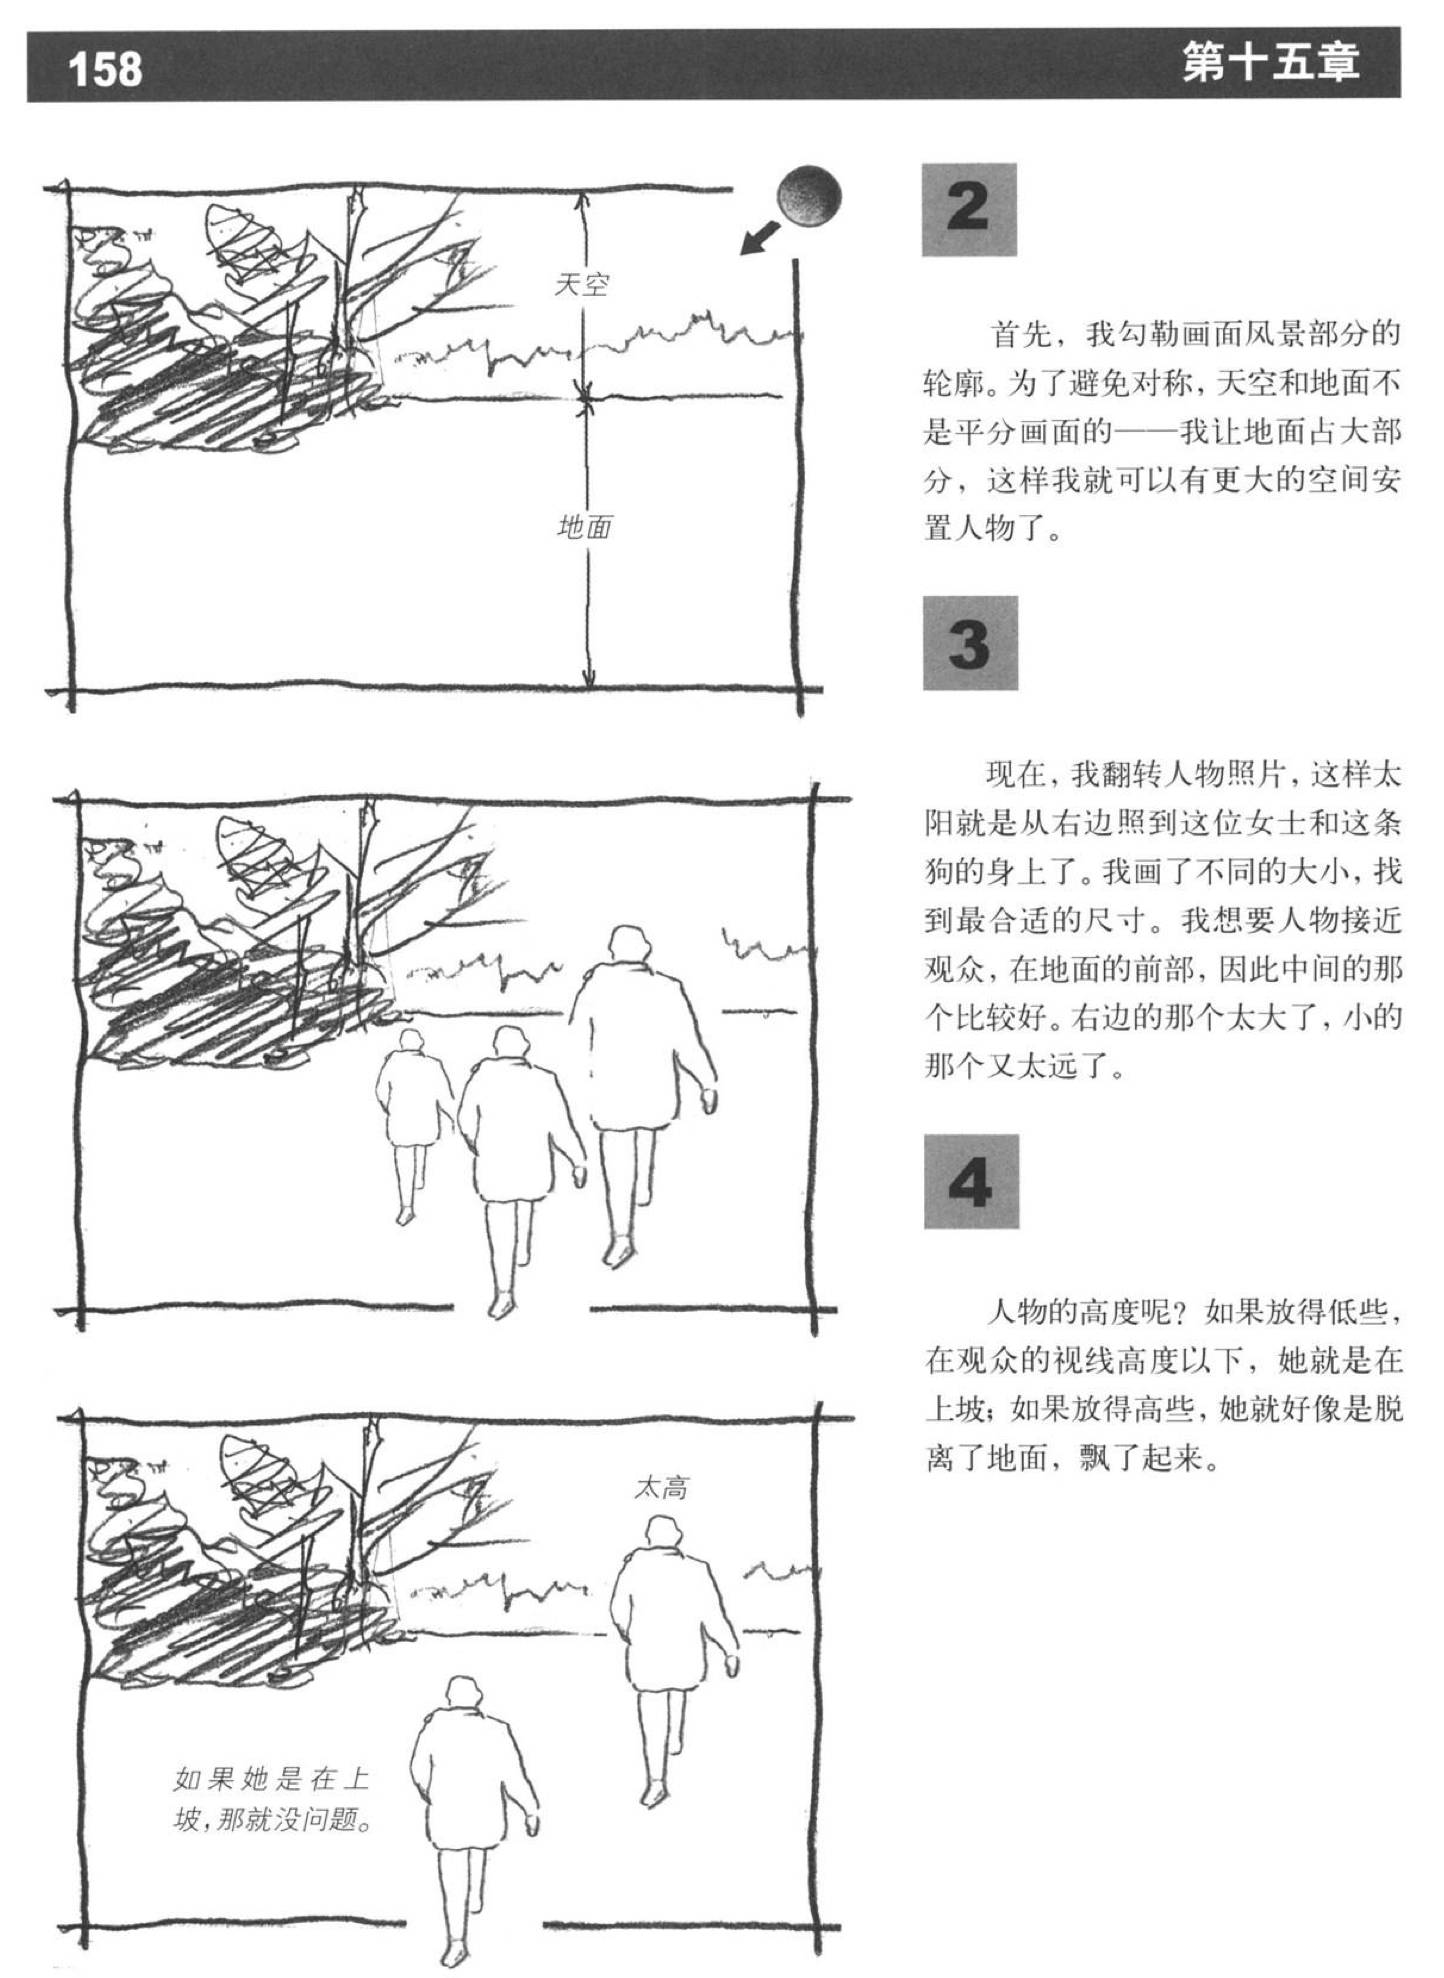 158
第十五章
天空
地面
2
首先，我勾勒画面风景部分的
轮廓。为了避免对称，天空和地面不
是平分画面的——我让地面占大部
分，这样我就可以有更大的空间安
置人物了。
3
现在，我翻转人物照片，这样太
阳就是从右边照到这位女士和这条
狗的身上了。我画了不同的大小，找
到最合适的尺寸。我想要人物接近
观众，在地面的前部，因此中间的那
个比较好。右边的那个太大了，小的
那个又太远了。
4
人物的高度呢？如果放得低些，
在观众的视线高度以下，她就是在
上坡；如果放得高些，她就好像是脱
离了地面，飘了起来。
太高
如果她是在上
坡，那就没问题。